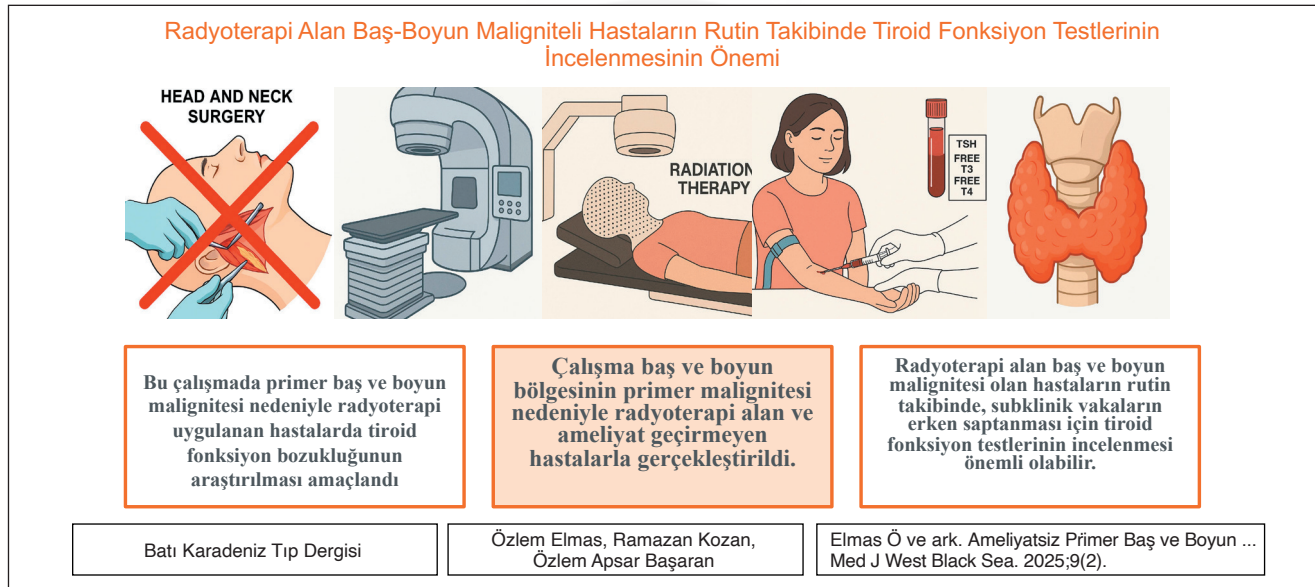 Radyoterapi Alan Baş-Boyun Maligniteli Hastaların Rutin Takibinde Tiroid Fonksiyon Testlerinin
İncelenmesinin Önemi
HEAD AND NECK
SURGERY
RADIATION
THERAPY
TSH
FREE
T3
FREE
T4
Bu çalışmada primer baş ve boyun
malignitesi nedeniyle radyoterapi
uygulanan hastalarda tiroid
fonksiyon bozukluğunun
araştırılması amaçlandı
Çalışma baş ve boyun
bölgesinin primer malignitesi
nedeniyle radyoterapi alan ve
ameliyat geçirmeyen
hastalarla gerçekleştirildi.
Radyoterapi alan baş ve boyun
malignitesi olan hastaların rutin
takibinde, subklinik vakaların
erken saptanması için tiroid
fonksiyon testlerinin incelenmesi
önemli olabilir.
Batı Karadeniz Tıp Dergisi
Özlem Elmas, Ramazan Kozan,
Özlem Apsar Başaran
Elmas Ö ve ark. Ameliyatsiz Primer Baş ve Boyun ...
Med J West Black Sea. 2025;9(2).